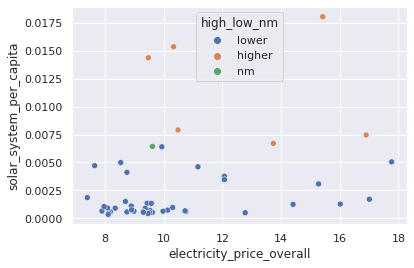 high_low_nm
lower
higher
nm
solar_system_per_capita
0.0175
0.0150
0.0125
0.0100
0.0075
0.0050
0.0025
0.0000
8 10 12 14 16 18
electricity_price_overall